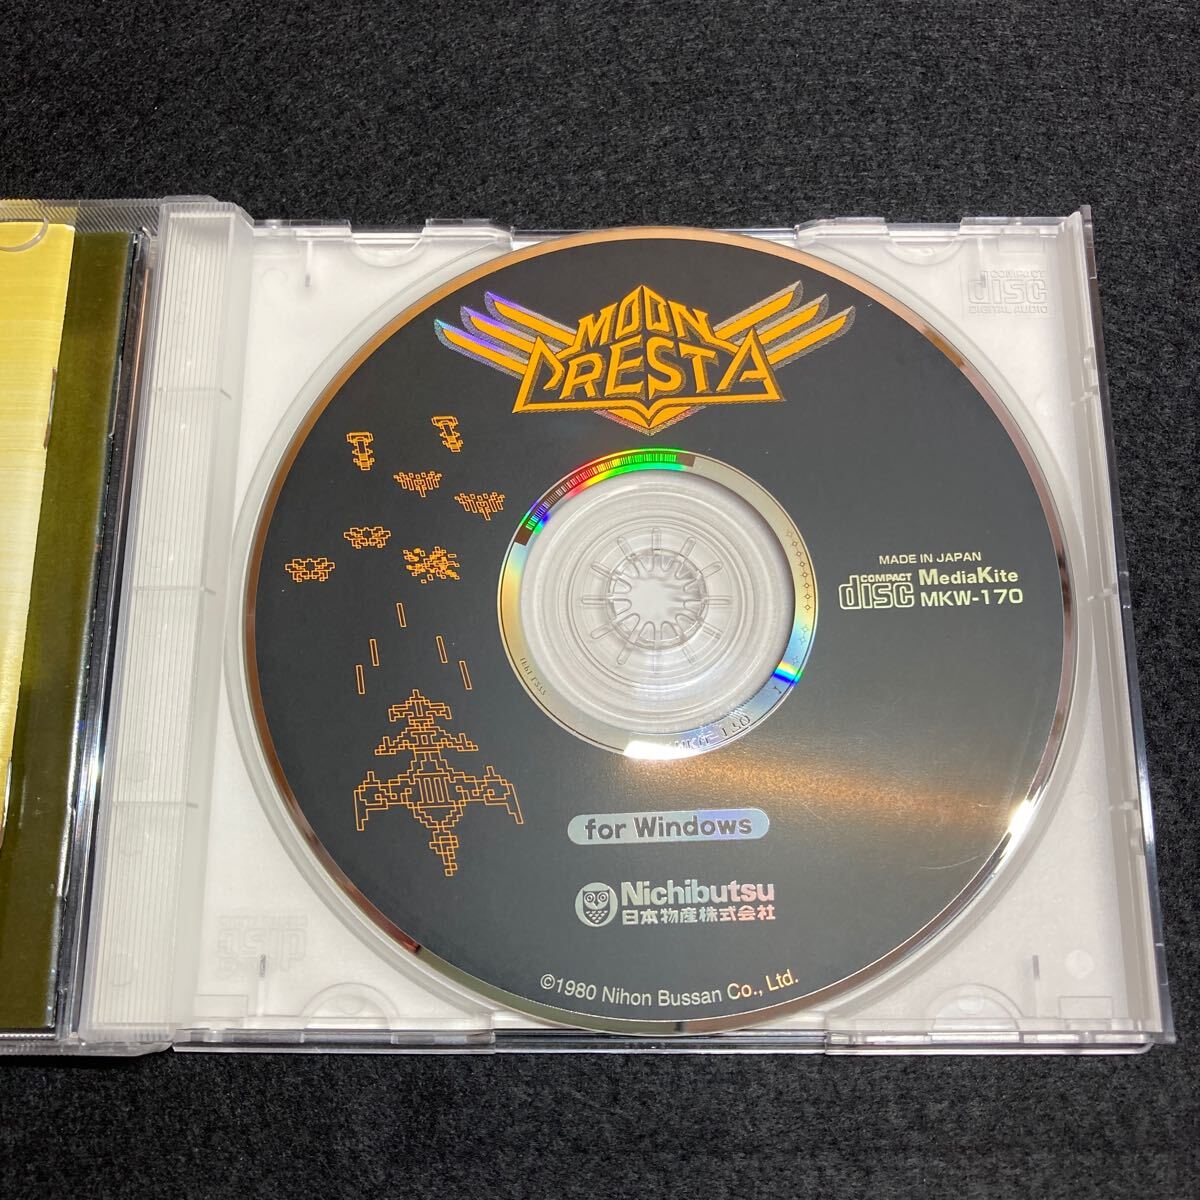 MOON
CRESTA
COMPACT
disc
DIGITAL AUDIO
MADE IN JAPAN
COMPACT
disc
MediaKite
MKW-170
for Windows
Nichibutsu
日本物産株式会社
©1980 Nihon Bussan Co., Ltd.